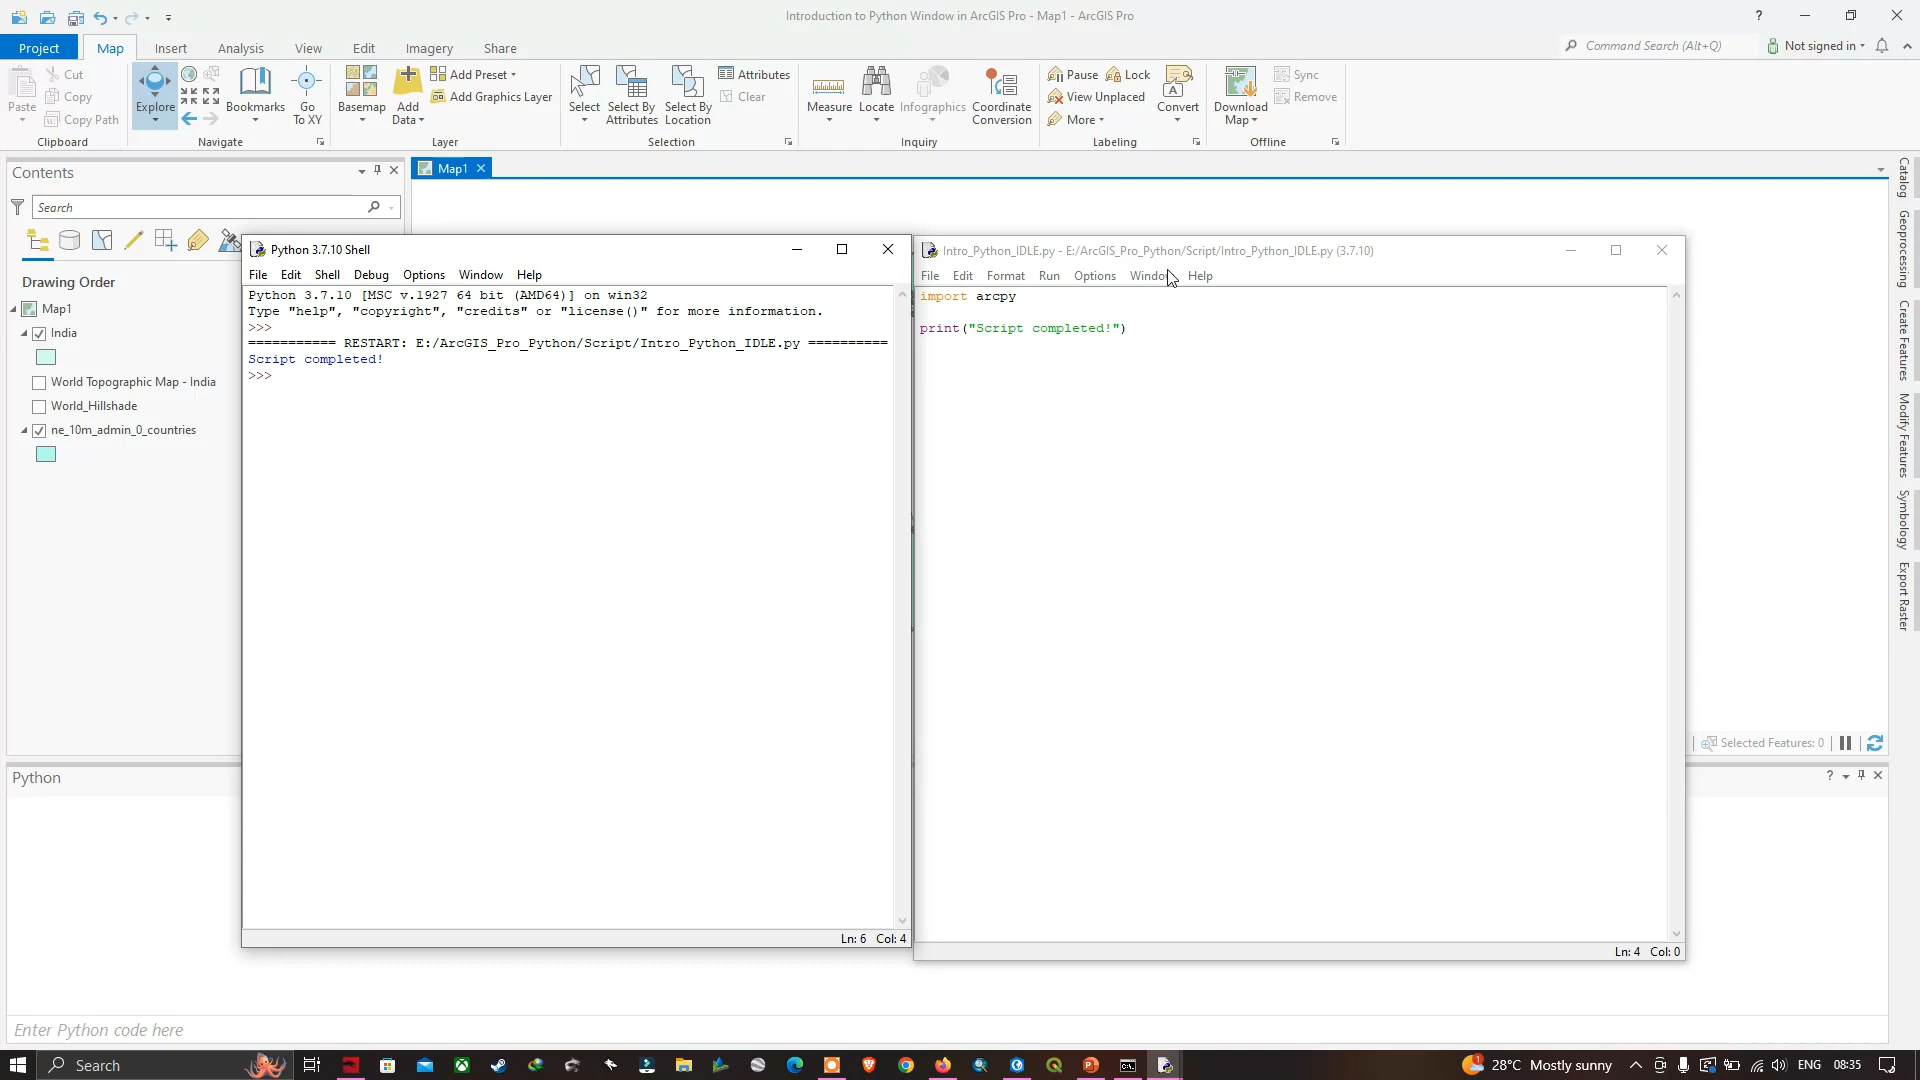 Introduction to Python Window in ArcGIS Pro - Map1 - ArcGIS Pro
?
Project
Map
Insert
Analysis
View
Edit
Imagery
Share
Command Search (Alt+Q)
Not signed in
Paste
Cut
Copy
Copy Path
Clipboard
Explore
Bookmarks
Go To XY
Navigate
Basemap
Add Data
Add Preset
Add Graphics Layer
Layer
Select
Select By Attributes
Select By Location
Attributes
Clear
Selection
Measure
Locate
Infographics
Coordinate Conversion
Inquiry
Pause
Lock
View Unplaced
More
Convert
Labeling
Download Map
Sync
Remove
Offline
Contents
Search
Drawing Order
Map1
India
World Topographic Map - India
World_Hillshade
ne_10m_admin_0_countries
Map1
Python 3.7.10 Shell
File Edit Shell Debug Options Window Help
Python 3.7.10 [MSC v.1927 64 bit (AMD64)] on win32
Type "help", "copyright", "credits" or "license()" for more information.
>>>
=========== RESTART: E:/ArcGIS_Pro_Python/Script/Intro_Python_IDLE.py ==========
Script completed!
>>>
Ln: 6 Col: 4
Intro_Python_IDLE.py - E:/ArcGIS_Pro_Python/Script/Intro_Python_IDLE.py (3.7.10)
File Edit Format Run Options Window Help
import arcpy
print("Script completed!")
Ln: 4 Col: 0
Catalog
Geoprocessing
Create Features
Modify Features
Symbology
Export Raster
Selected Features: 0
Python
?
Enter Python code here
Search
1
28°C Mostly sunny
ENG
08:35